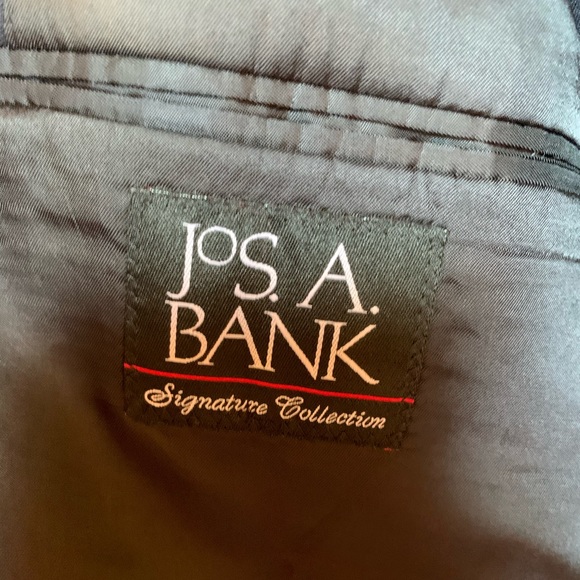 JOS. A.
BANK
Signature Collection